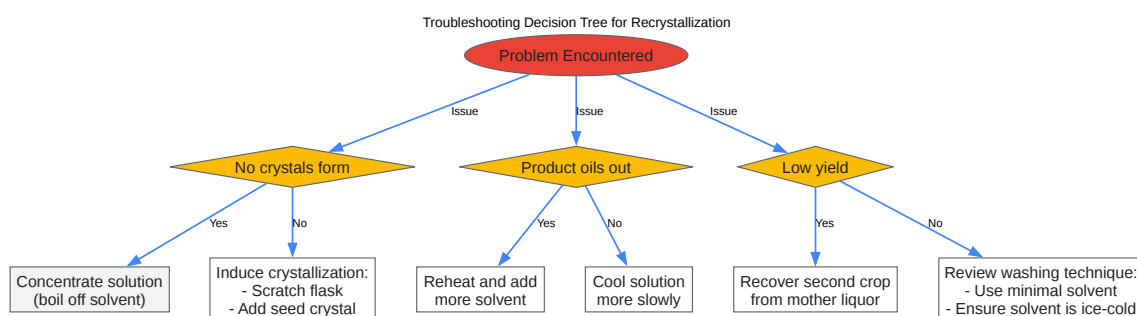 Troubleshooting Decision Tree for Recrystallization
Problem Encountered
Issue
Issue
Issue
No crystals form
Product oils out
Low yield
Yes
No
Yes
No
Yes
No
Concentrate solution
(boil off solvent)
Induce crystallization:
- Scratch flask
- Add seed crystal
Reheat and add
more solvent
Cool solution
more slowly
Recover second crop
from mother liquor
Review washing technique:
- Use minimal solvent
- Ensure solvent is ice-cold